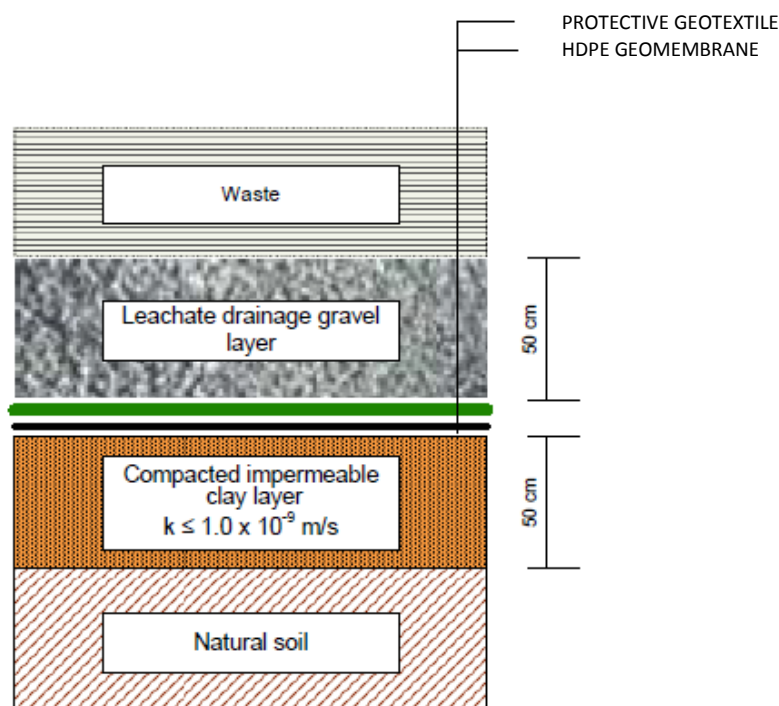 PROTECTIVE GEOTEXTILE
HDPE GEOMEMBRANE
Waste
Leachate drainage gravel
layer
50 cm
Compacted impermeable
clay layer
k ≤ 1.0 x 10⁻⁹ m/s
50 cm
Natural soil